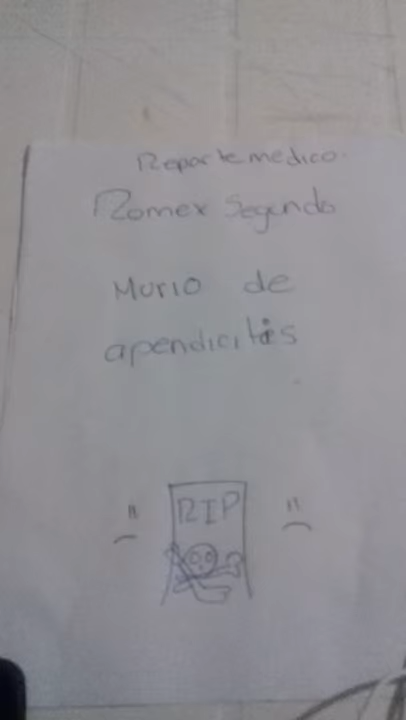 Reporte medico.
Romex Segundo
Murio de
apendicitis
RIP